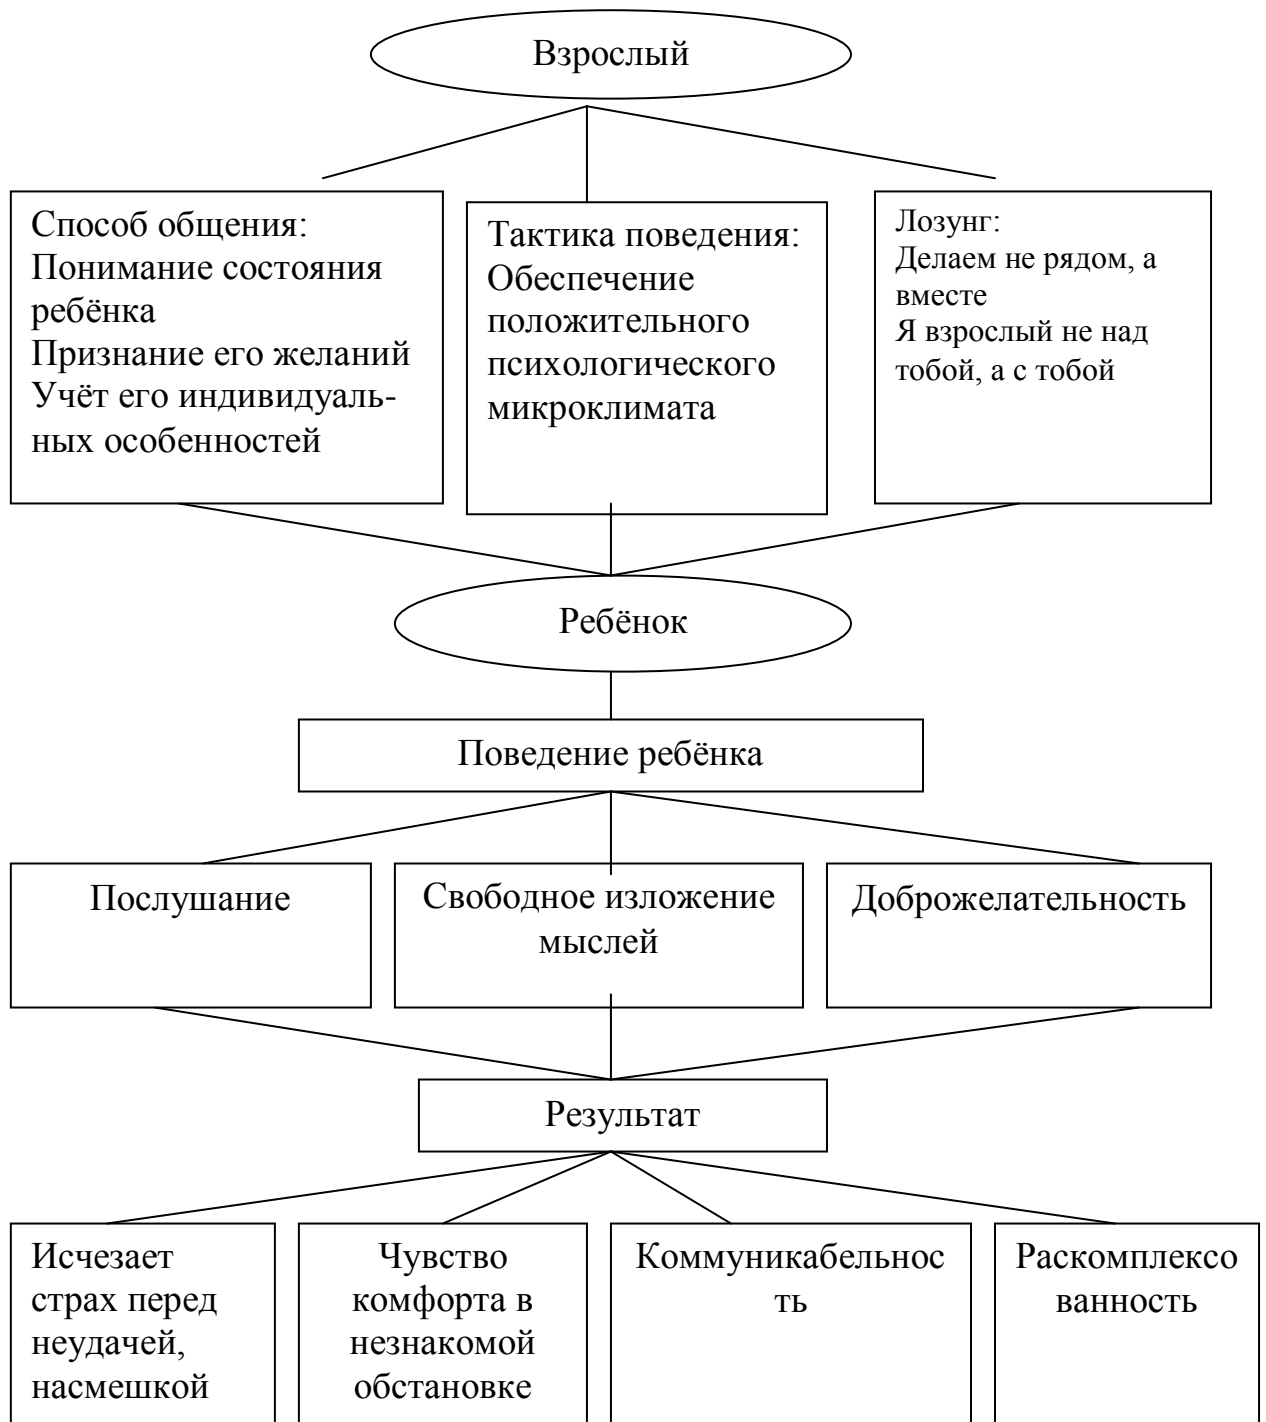 Взрослый
Способ общения:
Понимание состояния
ребёнка
Признание его желаний
Учёт его индивидуаль-
ных особенностей
Тактика поведения:
Обеспечение
положительного
психологического
микроклимата
Лозунг:
Делаем не рядом, а
вместе
Я взрослый не над
тобой, а с тобой
Ребёнок
Поведение ребёнка
Послушание
Свободное изложение
мыслей
Доброжелательность
Результат
Исчезает
страх перед
неудачей,
насмешкой
Чувство
комфорта в
незнакомой
обстановке
Коммуникабельнос
ть
Раскомплексо
ванность